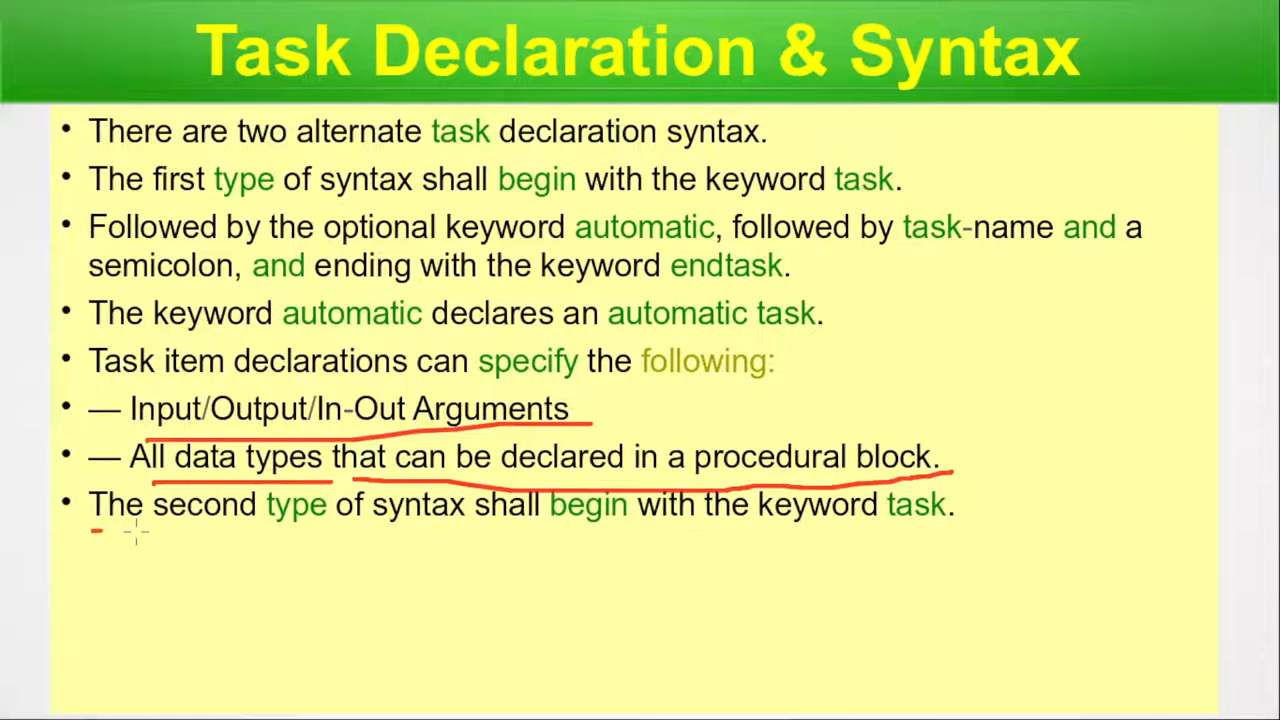 Task Declaration & Syntax
• There are two alternate task declaration syntax.
• The first type of syntax shall begin with the keyword task.
• Followed by the optional keyword automatic, followed by task-name and a
semicolon, and ending with the keyword endtask.
• The keyword automatic declares an automatic task.
• Task item declarations can specify the following:
• — Input/Output/In-Out Arguments
• — All data types that can be declared in a procedural block.
• The second type of syntax shall begin with the keyword task.